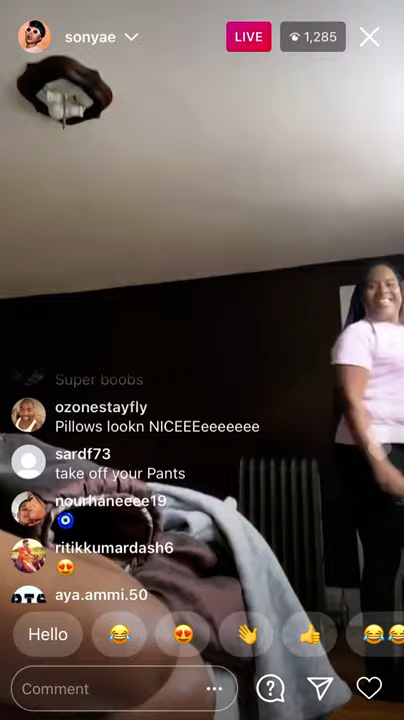 sonyae
LIVE
1,285
Super boobs
ozonestayfly
Pillows lookn NICEEEeeeeeee
sardf73
take off your Pants
nourhaneeee19
🧿
ritikkumardash6
😍
aya.ammi.50
Hello 😂 😍 👋 👍 😂😂
Comment